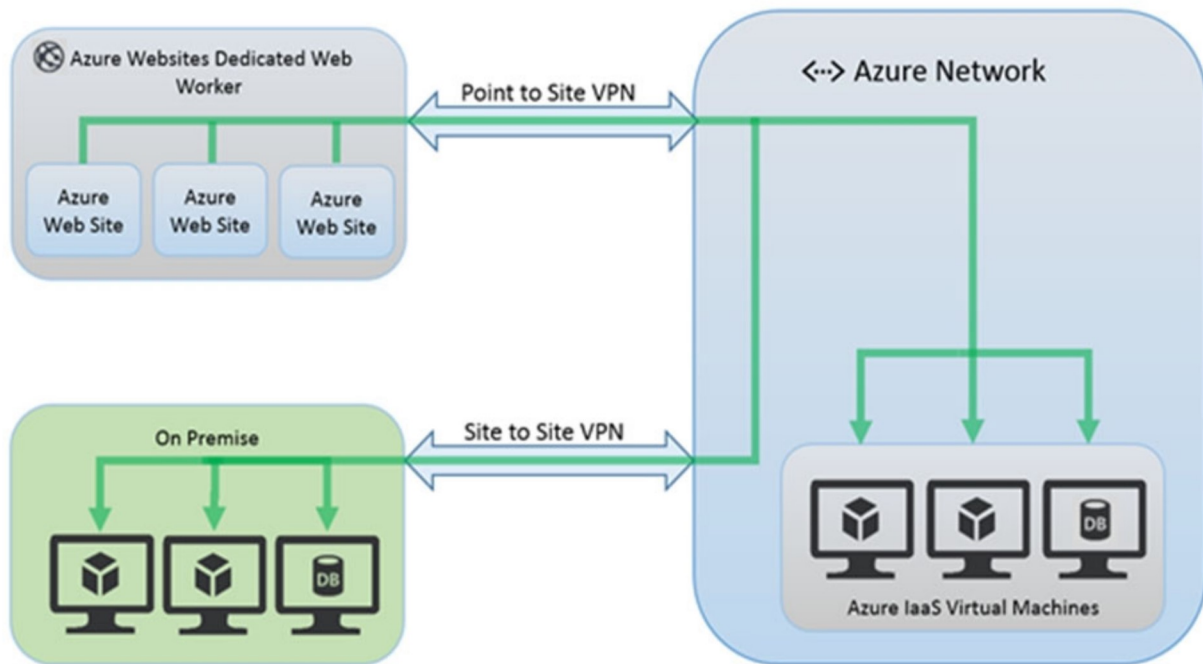 Azure Websites Dedicated Web
Worker
Azure
Web Site
Azure
Web Site
Azure
Web Site
Point to Site VPN
<···> Azure Network
On Premise
DB
Site to Site VPN
DB
Azure IaaS Virtual Machines